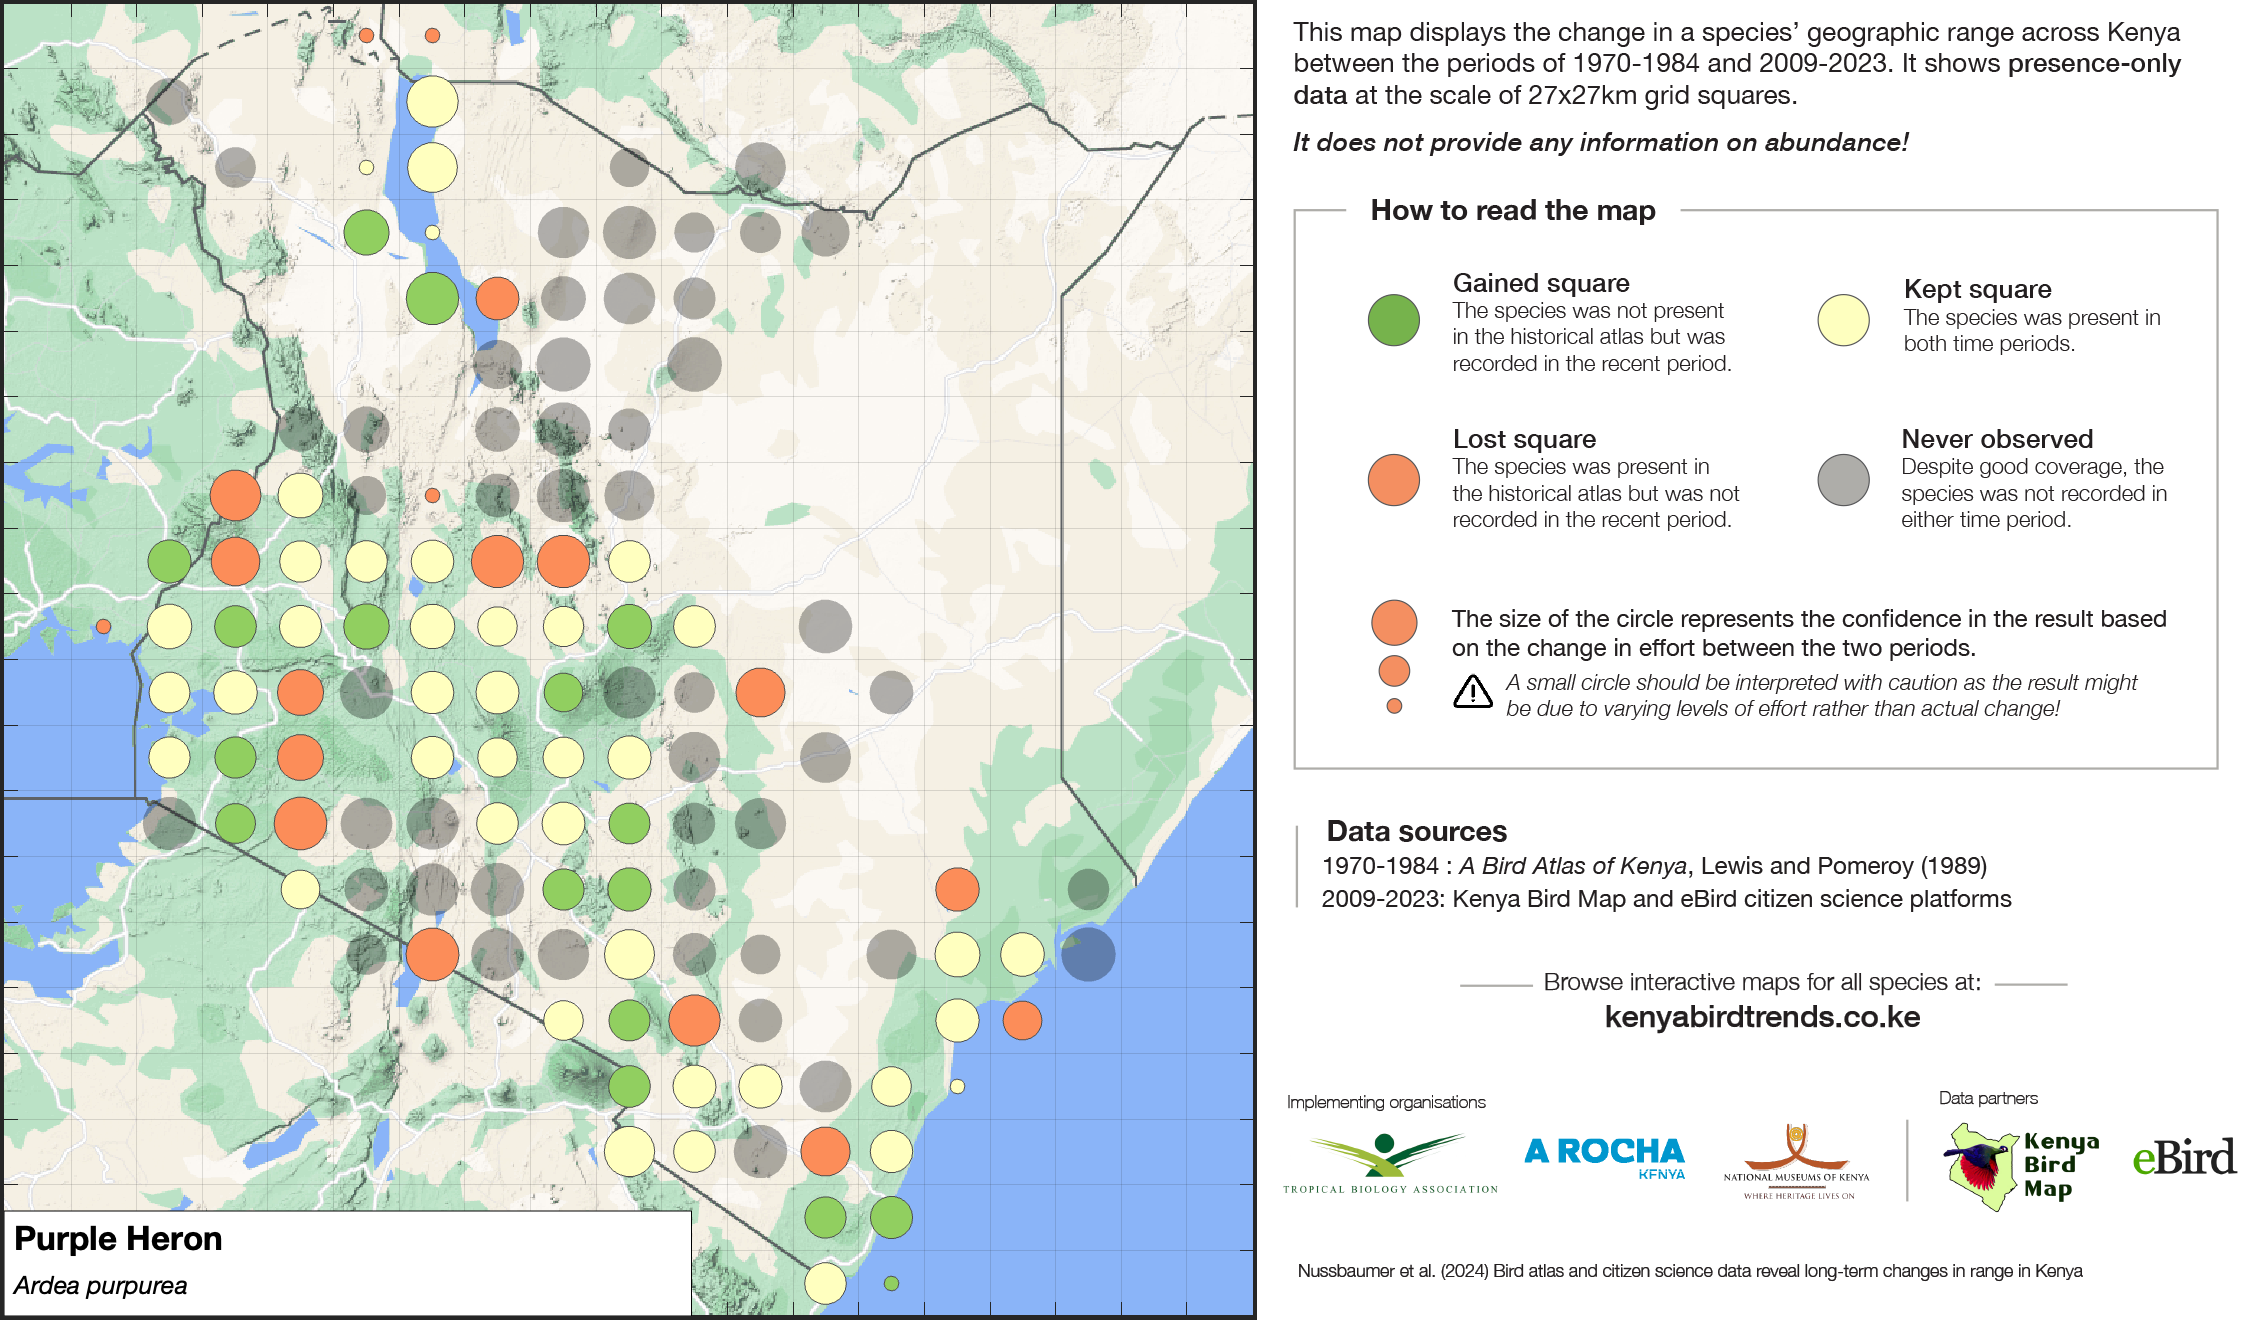 This map displays the change in a species’ geographic range across Kenya
between the periods of 1970-1984 and 2009-2023. It shows presence-only
data at the scale of 27x27km grid squares.
It does not provide any information on abundance!
How to read the map
Gained square
The species was not present
in the historical atlas but was
recorded in the recent period.
Kept square
The species was present in
both time periods.
Lost square
The species was present in
the historical atlas but was not
recorded in the recent period.
Never observed
Despite good coverage, the
species was not recorded in
either time period.
The size of the circle represents the confidence in the result based
on the change in effort between the two periods.
A small circle should be interpreted with caution as the result might
be due to varying levels of effort rather than actual change!
Data sources
1970-1984 : A Bird Atlas of Kenya, Lewis and Pomeroy (1989)
2009-2023: Kenya Bird Map and eBird citizen science platforms
Browse interactive maps for all species at:
kenyabirdtrends.co.ke
Implementing organisations
Data partners
TROPICAL BIOLOGY ASSOCIATION
A ROCHA
KENYA
NATIONAL MUSEUMS OF KENYA
WHERE HERITAGE LIVES ON
Kenya
Bird
Map
eBird
Nussbaumer et al. (2024) Bird atlas and citizen science data reveal long-term changes in range in Kenya
Purple Heron
Ardea purpurea